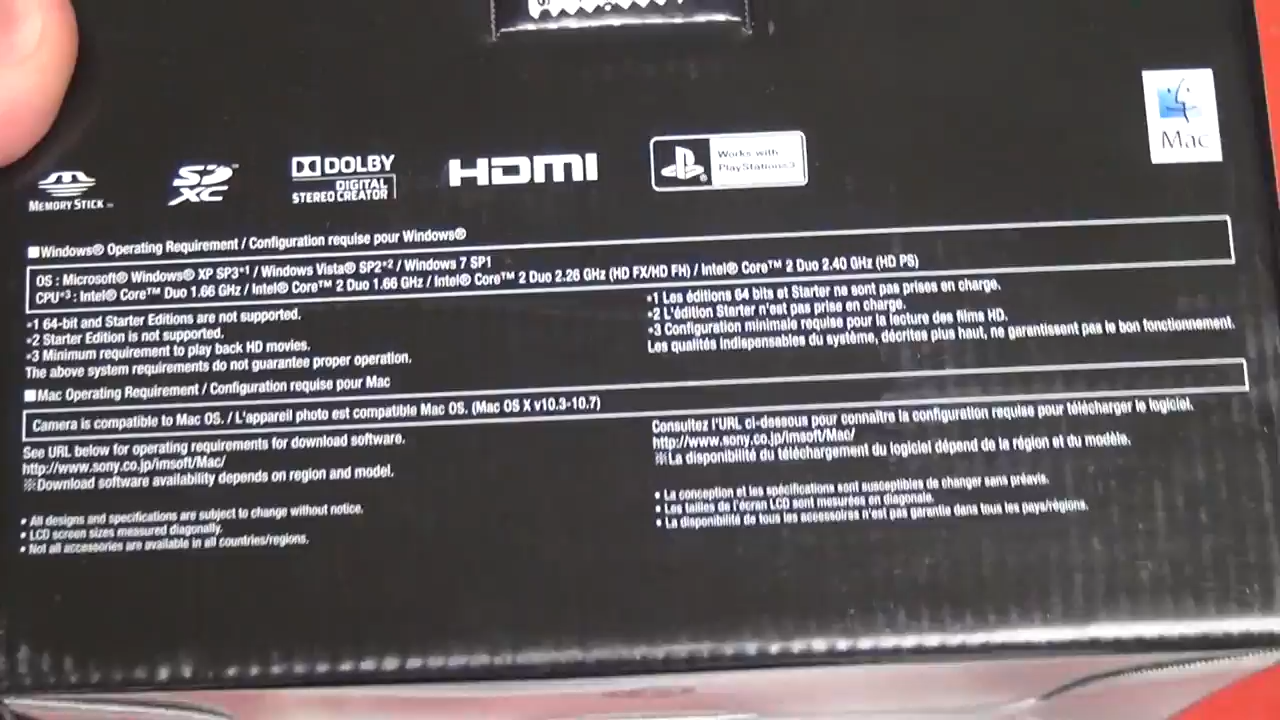 Mac
MEMORY STICK™
SD XC™
DOLBY
DIGITAL
STEREO CREATOR
HDMI
Works with
PlayStation®3
■Windows® Operating Requirement / Configuration requise pour Windows®
OS : Microsoft® Windows® XP SP3*1 / Windows Vista® SP2*2 / Windows 7 SP1
CPU*3 : Intel® Core™ Duo 1.66 GHz / Intel® Core™ 2 Duo 1.66 GHz / Intel® Core™ 2 Duo 2.26 GHz (HD FX/HD FH) / Intel® Core™ 2 Duo 2.40 GHz (HD PS)
*1 64-bit and Starter Editions are not supported.
*2 Starter Edition is not supported.
*3 Minimum requirement to play back HD movies.
The above system requirements do not guarantee proper operation.
*1 Les éditions 64 bits et Starter ne sont pas prises en charge.
*2 L'édition Starter n'est pas prise en charge.
*3 Configuration minimale requise pour la lecture des films HD.
Les qualités indispensables du système, décrites plus haut, ne garantissent pas le bon fonctionnement.
■Mac Operating Requirement / Configuration requise pour Mac
Camera is compatible to Mac OS. / L'appareil photo est compatible Mac OS. (Mac OS X v10.3-10.7)
See URL below for operating requirements for download software.
http://www.sony.co.jp/imsoft/Mac/
※Download software availability depends on region and model.
Consultez l'URL ci-dessous pour connaître la configuration requise pour télécharger le logiciel.
http://www.sony.co.jp/imsoft/Mac/
※La disponibilité du téléchargement du logiciel dépend de la région et du modèle.
• All designs and specifications are subject to change without notice.
• LCD screen sizes measured diagonally.
• Not all accessories are available in all countries/regions.
• La conception et les spécifications sont susceptibles de changer sans préavis.
• Les tailles de l'écran LCD sont mesurées en diagonale.
• La disponibilité de tous les accessoires n'est pas garantie dans tous les pays/régions.